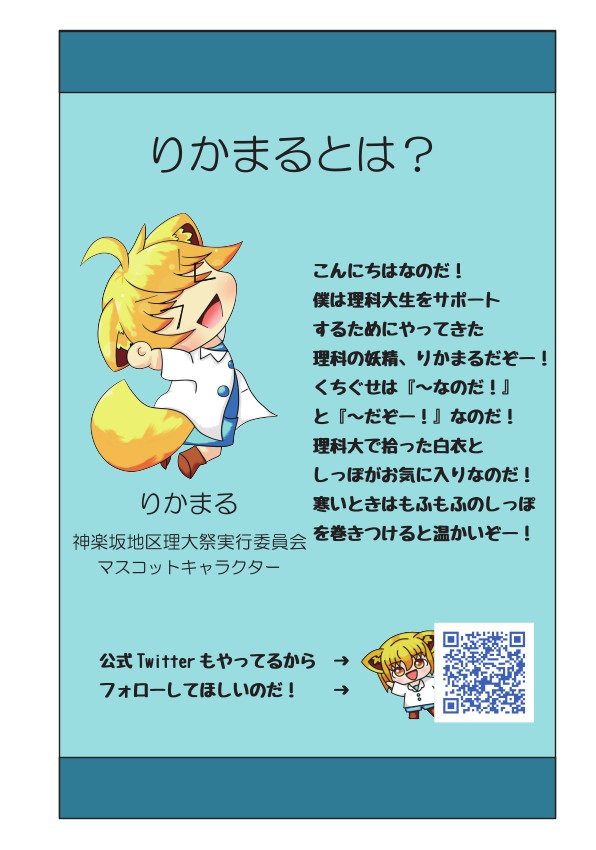 りかまるとは？
こんにちはなのだ！
僕は理科大生をサポート
するためにやってきた
理科の妖精、りかまるだぞー！
くちぐせは『～なのだ！』
と『～だぞー！』なのだ！
理科大で拾った白衣と
しっぽがお気に入りなのだ！
寒いときはもふもふのしっぽ
を巻きつけると温かいぞー！
りかまる
神楽坂地区理大祭実行委員会
マスコットキャラクター
公式Twitterもやってるから　→
フォローしてほしいのだ！　→